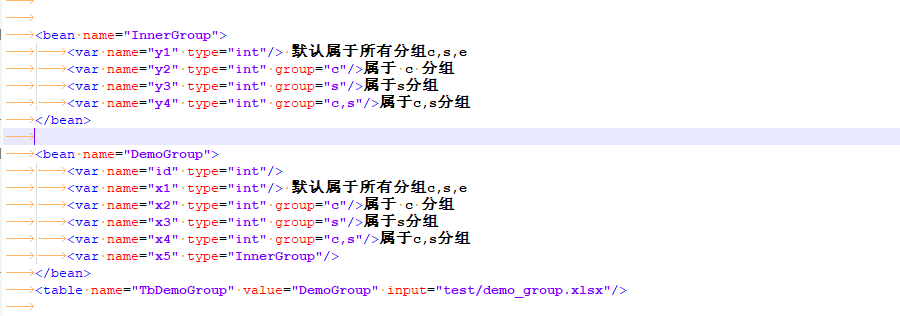 <bean name="InnerGroup">
<var name="y1" type="int"/> 默认属于所有分组c,s,e
<var name="y2" type="int" group="c"/>属于 c 分组
<var name="y3" type="int" group="s"/>属于s分组
<var name="y4" type="int" group="c,s"/>属于c,s分组
</bean>
<bean name="DemoGroup">
<var name="id" type="int"/>
<var name="x1" type="int"/> 默认属于所有分组c,s,e
<var name="x2" type="int" group="c"/>属于 c 分组
<var name="x3" type="int" group="s"/>属于s分组
<var name="x4" type="int" group="c,s"/>属于c,s分组
<var name="x5" type="InnerGroup"/>
</bean>
<table name="TbDemoGroup" value="DemoGroup" input="test/demo_group.xlsx"/>